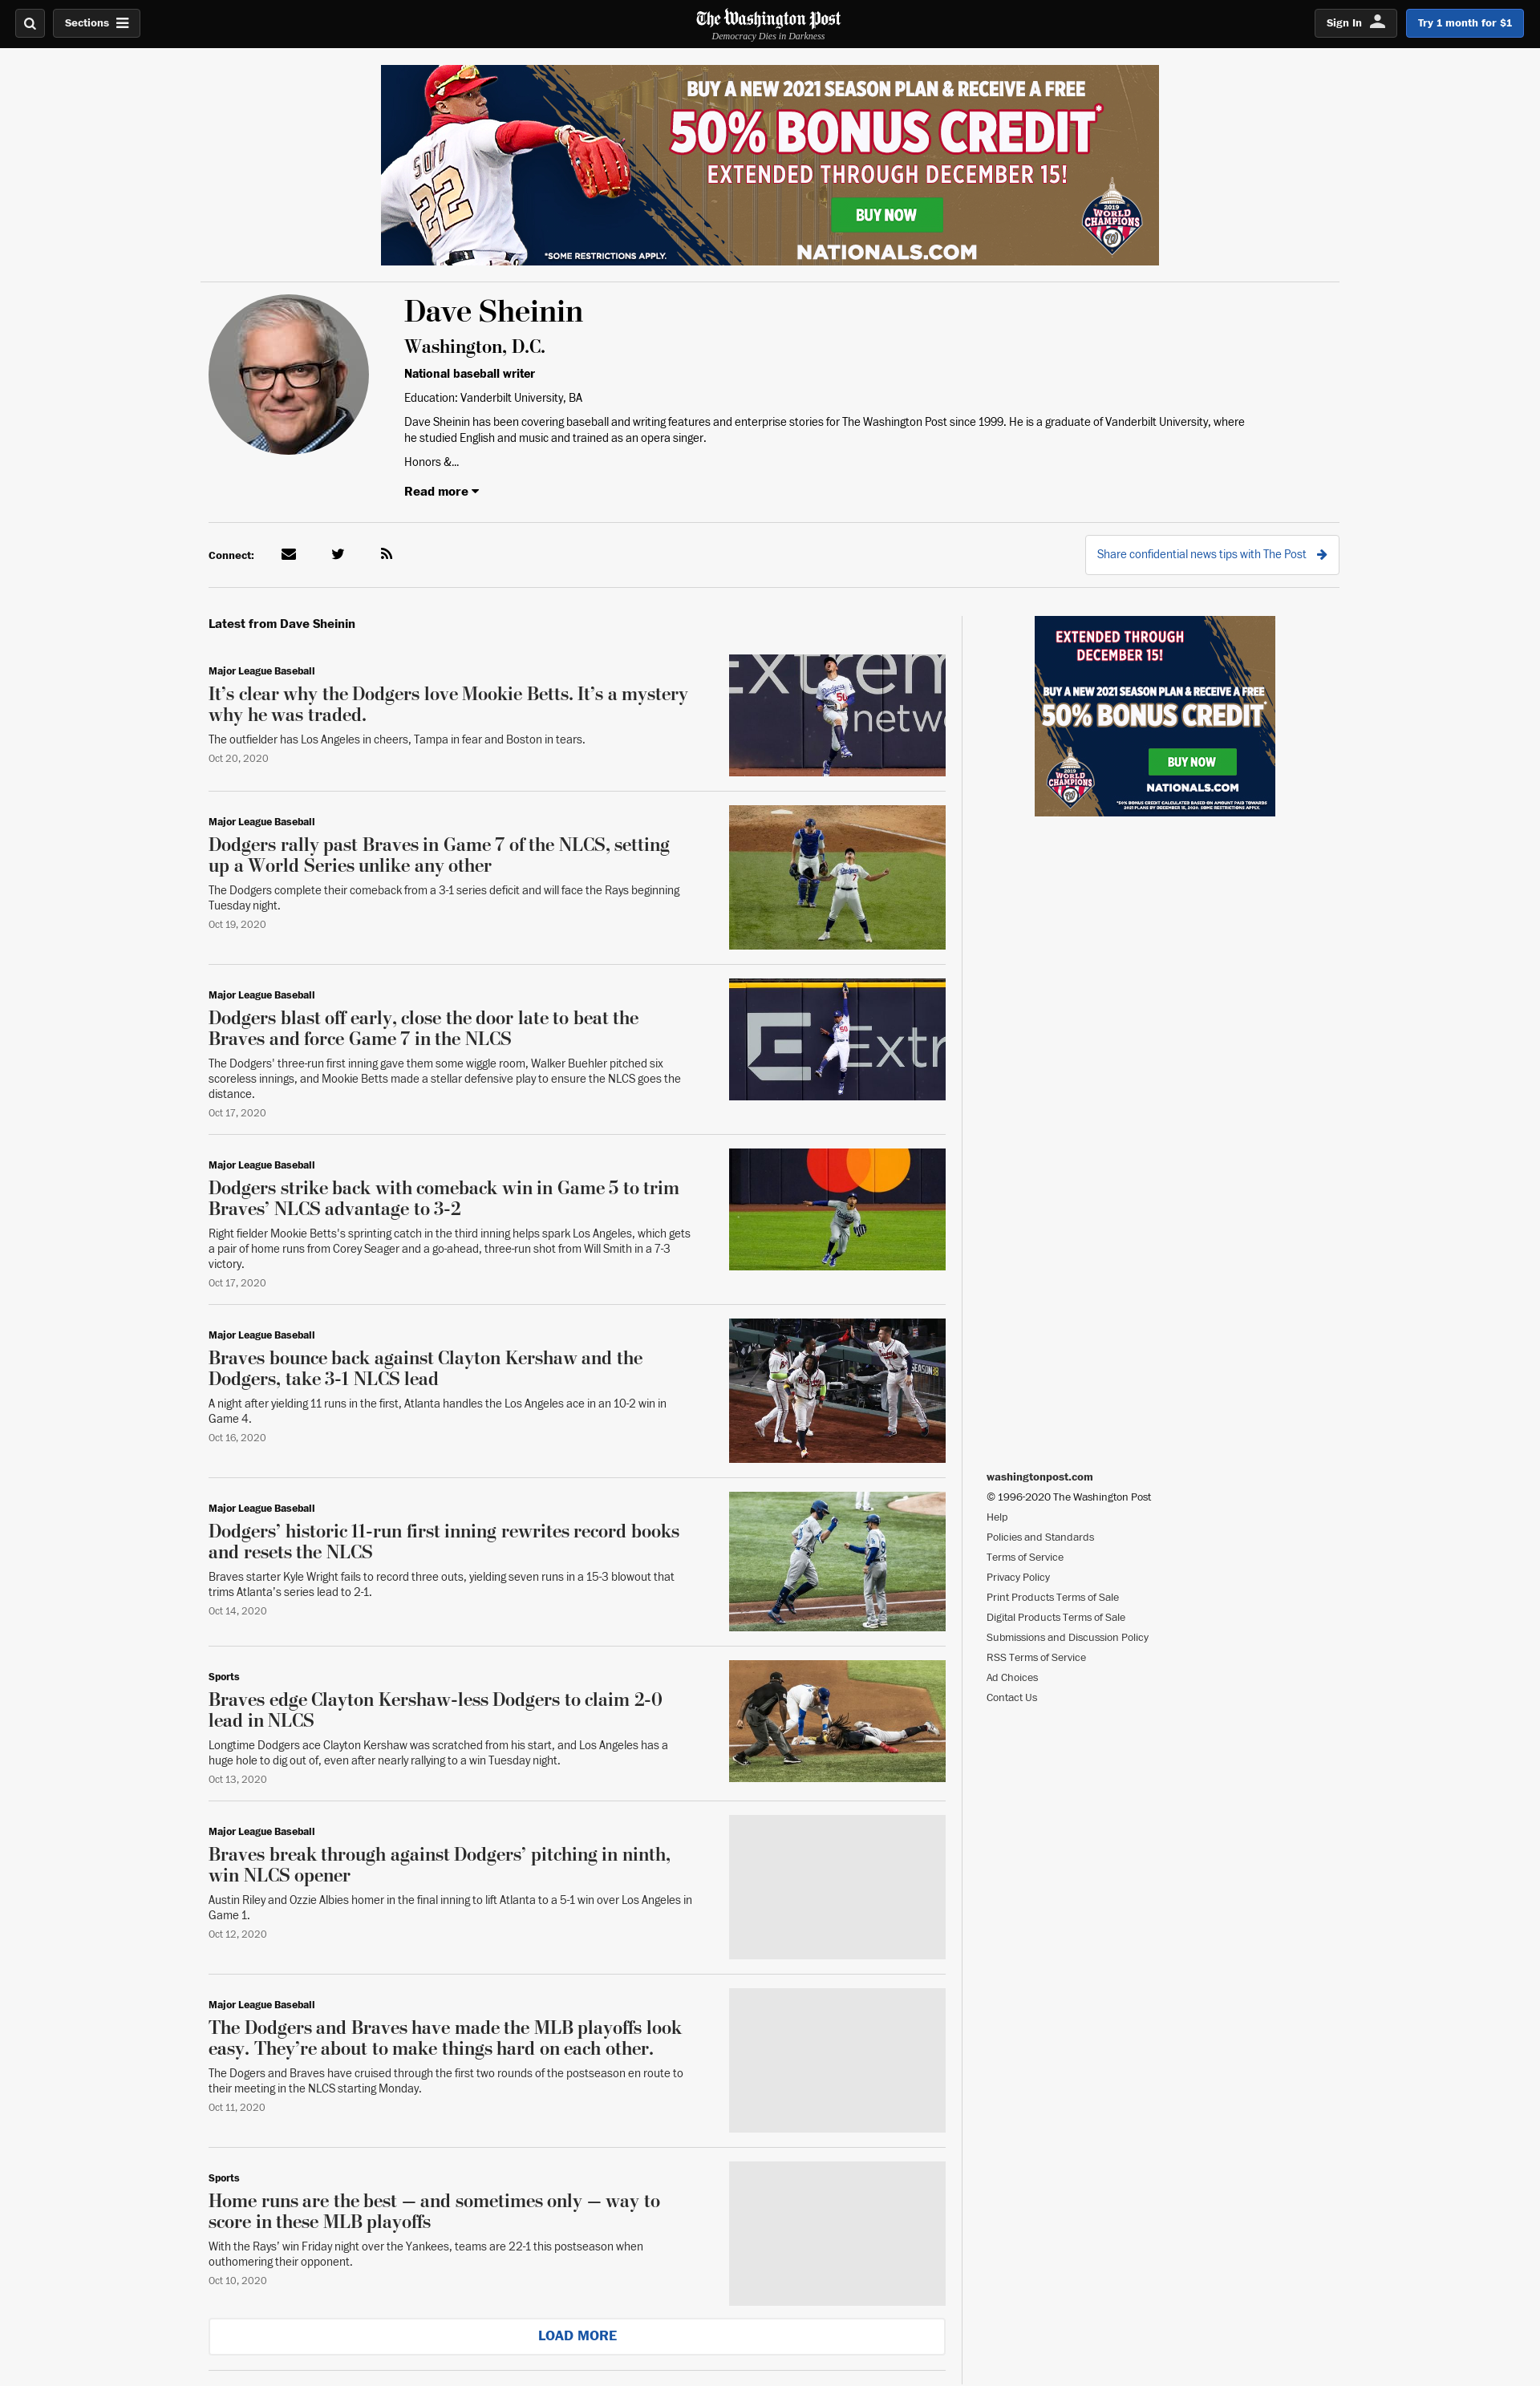 Sections
The Washington Post
Democracy Dies in Darkness
Sign In
Try 1 month for $1
BUY A NEW 2021 SEASON PLAN & RECEIVE A FREE
50% BONUS CREDIT*
EXTENDED THROUGH DECEMBER 15!
BUY NOW
*SOME RESTRICTIONS APPLY.
NATIONALS.COM
SOTO
22
2019
WORLD
CHAMPIONS
W
Dave Sheinin
Washington, D.C.
National baseball writer
Education: Vanderbilt University, BA
Dave Sheinin has been covering baseball and writing features and enterprise stories for The Washington Post since 1999. He is a graduate of Vanderbilt University, where
he studied English and music and trained as an opera singer.
Honors &...
Read more
Connect:
Share confidential news tips with The Post
Latest from Dave Sheinin
Major League Baseball
It's clear why the Dodgers love Mookie Betts. It's a mystery
why he was traded.
The outfielder has Los Angeles in cheers, Tampa in fear and Boston in tears.
Oct 20, 2020
Extrem
netwo
Dodgers
50
Major League Baseball
Dodgers rally past Braves in Game 7 of the NLCS, setting
up a World Series unlike any other
The Dodgers complete their comeback from a 3-1 series deficit and will face the Rays beginning
Tuesday night.
Oct 19, 2020
Dodgers
7
Major League Baseball
Dodgers blast off early, close the door late to beat the
Braves and force Game 7 in the NLCS
The Dodgers' three-run first inning gave them some wiggle room, Walker Buehler pitched six
scoreless innings, and Mookie Betts made a stellar defensive play to ensure the NLCS goes the
distance.
Oct 17, 2020
Extr
50
Major League Baseball
Dodgers strike back with comeback win in Game 5 to trim
Braves' NLCS advantage to 3-2
Right fielder Mookie Betts's sprinting catch in the third inning helps spark Los Angeles, which gets
a pair of home runs from Corey Seager and a go-ahead, three-run shot from Will Smith in a 7-3
victory.
Oct 17, 2020
Major League Baseball
Braves bounce back against Clayton Kershaw and the
Dodgers, take 3-1 NLCS lead
A night after yielding 11 runs in the first, Atlanta handles the Los Angeles ace in an 10-2 win in
Game 4.
Oct 16, 2020
Major League Baseball
Dodgers' historic 11-run first inning rewrites record books
and resets the NLCS
Braves starter Kyle Wright fails to record three outs, yielding seven runs in a 15-3 blowout that
trims Atlanta's series lead to 2-1.
Oct 14, 2020
Sports
Braves edge Clayton Kershaw-less Dodgers to claim 2-0
lead in NLCS
Longtime Dodgers ace Clayton Kershaw was scratched from his start, and Los Angeles has a
huge hole to dig out of, even after nearly rallying to a win Tuesday night.
Oct 13, 2020
Major League Baseball
Braves break through against Dodgers' pitching in ninth,
win NLCS opener
Austin Riley and Ozzie Albies homer in the final inning to lift Atlanta to a 5-1 win over Los Angeles in
Game 1.
Oct 12, 2020
Major League Baseball
The Dodgers and Braves have made the MLB playoffs look
easy. They're about to make things hard on each other.
The Dogers and Braves have cruised through the first two rounds of the postseason en route to
their meeting in the NLCS starting Monday.
Oct 11, 2020
Sports
Home runs are the best — and sometimes only — way to
score in these MLB playoffs
With the Rays' win Friday night over the Yankees, teams are 22-1 this postseason when
outhomering their opponent.
Oct 10, 2020
LOAD MORE
EXTENDED THROUGH
DECEMBER 15!
BUY A NEW 2021 SEASON PLAN & RECEIVE A FREE
50% BONUS CREDIT*
BUY NOW
2019
WORLD
CHAMPIONS
W
NATIONALS.COM
*50% BONUS CREDIT CALCULATED BASED ON AMOUNT PAID TOWARDS
2021 PLANS BY DECEMBER 15, 2020. SOME RESTRICTIONS APPLY.
washingtonpost.com
© 1996-2020 The Washington Post
Help
Policies and Standards
Terms of Service
Privacy Policy
Print Products Terms of Sale
Digital Products Terms of Sale
Submissions and Discussion Policy
RSS Terms of Service
Ad Choices
Contact Us